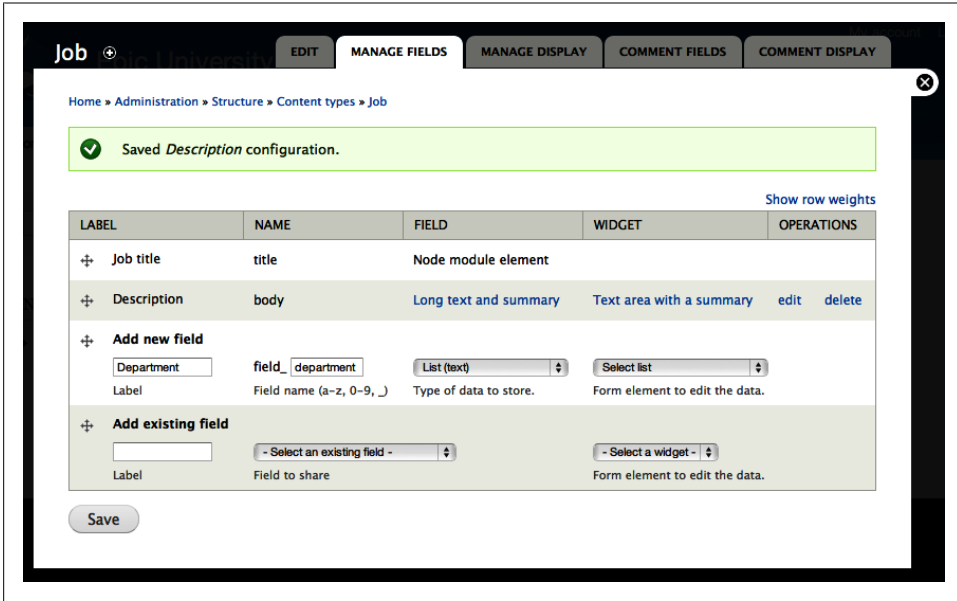 My account
Job
Epic University
EDIT MANAGE FIELDS MANAGE DISPLAY COMMENT FIELDS COMMENT DISPLAY
Home » Administration » Structure » Content types » Job
Saved Description configuration.
Show row weights
LABEL NAME FIELD WIDGET OPERATIONS
Job title title Node module element
Description body Long text and summary Text area with a summary edit delete
Add new field
Department field_ department List (text) Select list
Label Field name (a-z, 0-9, _) Type of data to store. Form element to edit the data.
Add existing field
- Select an existing field - - Select a widget -
Label Field to share Form element to edit the data.
Save